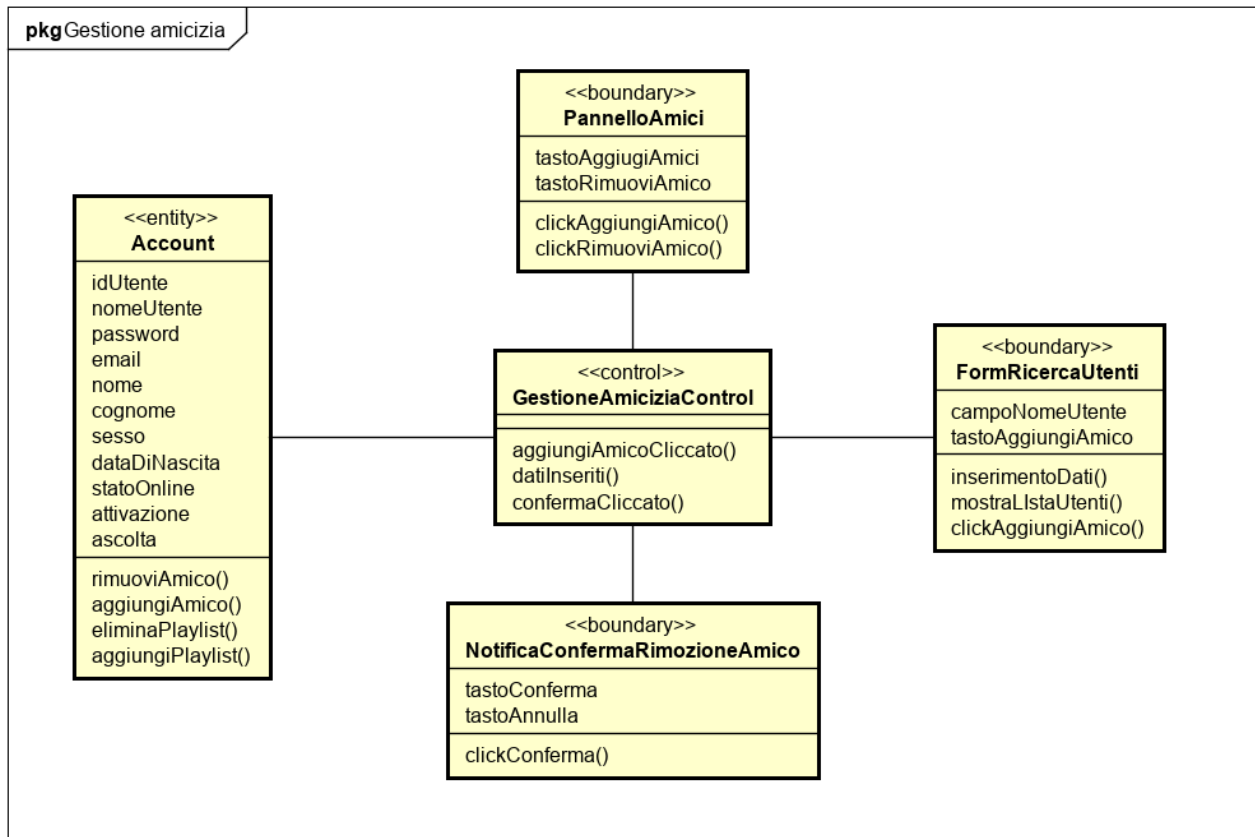 pkg Gestione amicizia
<<boundary>>
PannelloAmici
tastoAggiugiAmici
tastoRimuoviAmico
clickAggiungiAmico()
clickRimuoviAmico()
<<entity>>
Account
idUtente
nomeUtente
password
email
nome
cognome
sesso
dataDiNascita
statoOnline
attivazione
ascolta
rimuoviAmico()
aggiungiAmico()
eliminaPlaylist()
aggiungiPlaylist()
<<control>>
GestioneAmiciziaControl
aggiungiAmicoCliccato()
datiInseriti()
confermaCliccato()
<<boundary>>
FormRicercaUtenti
campoNomeUtente
tastoAggiungiAmico
inserimentoDati()
mostraLIstaUtenti()
clickAggiungiAmico()
<<boundary>>
NotificaConfermaRimozioneAmico
tastoConferma
tastoAnnulla
clickConferma()